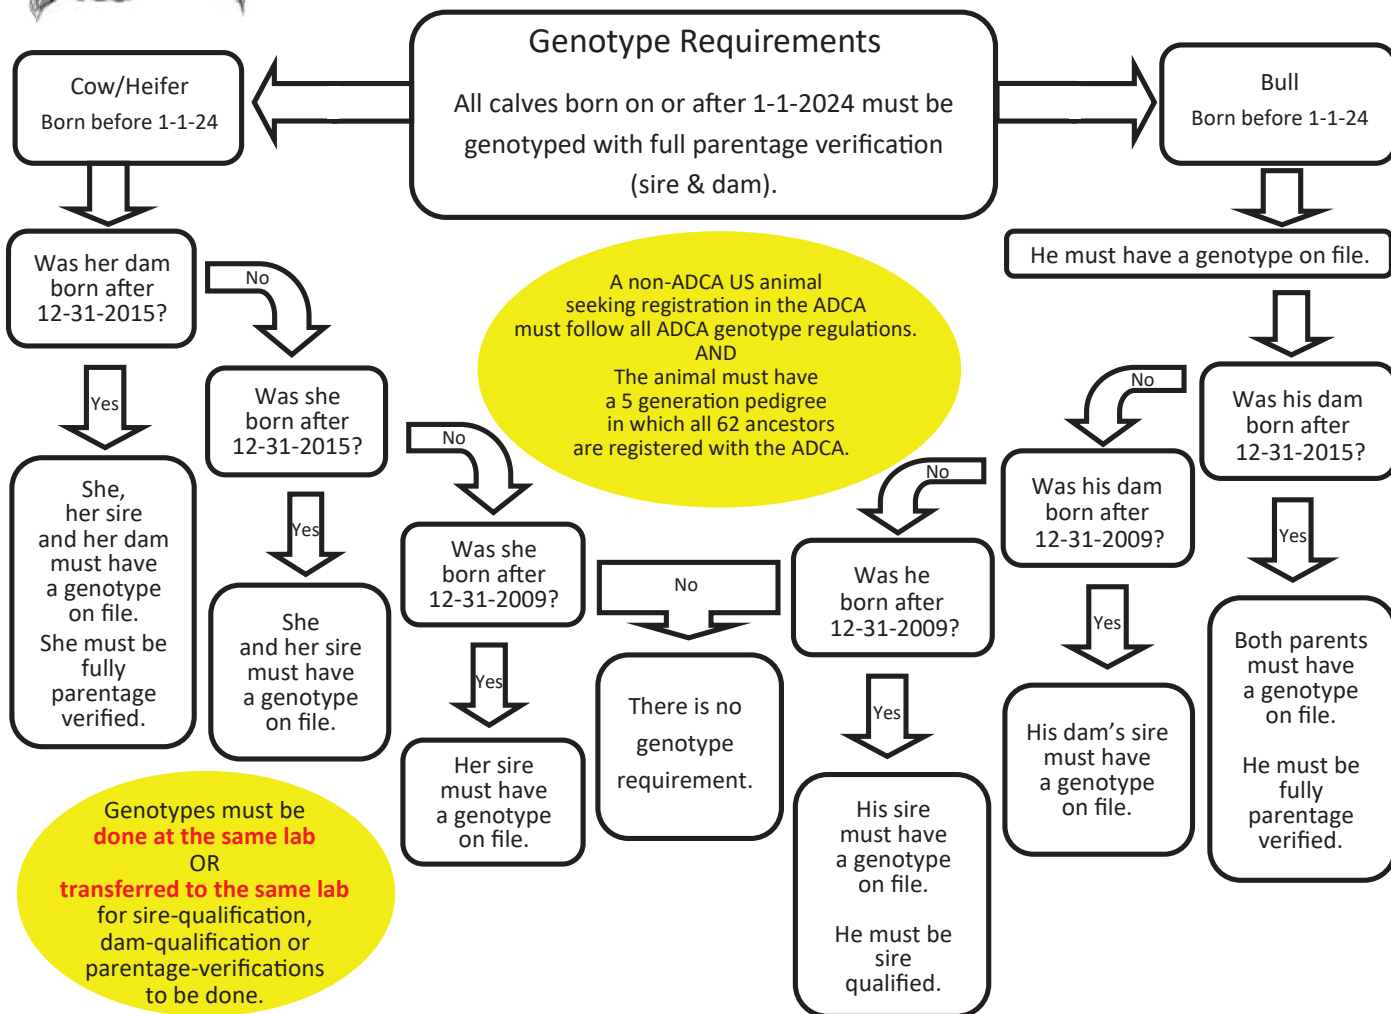 Genotype Requirements
All calves born on or after 1-1-2024 must be
genotyped with full parentage verification
(sire & dam).
Cow/Heifer
Born before 1-1-24
Bull
Born before 1-1-24
Was her dam
born after
12-31-2015?
No
Yes
She,
her sire
and her dam
must have
a genotype
on file.
She must be
fully
parentage
verified.
Was she
born after
12-31-2015?
No
Yes
She
and her sire
must have
a genotype
on file.
Was she
born after
12-31-2009?
Yes
Her sire
must have
a genotype
on file.
No
There is no
genotype
requirement.
A non-ADCA US animal
seeking registration in the ADCA
must follow all ADCA genotype regulations.
AND
The animal must have
a 5 generation pedigree
in which all 62 ancestors
are registered with the ADCA.
He must have a genotype on file.
Was his dam
born after
12-31-2015?
No
Yes
Both parents
must have
a genotype
on file.
He must be
fully
parentage
verified.
Was his dam
born after
12-31-2009?
No
Yes
His dam’s sire
must have
a genotype
on file.
Was he
born after
12-31-2009?
Yes
His sire
must have
a genotype
on file.
He must be
sire
qualified.
Genotypes must be
done at the same lab
OR
transferred to the same lab
for sire-qualification,
dam-qualification or
parentage-verifications
to be done.